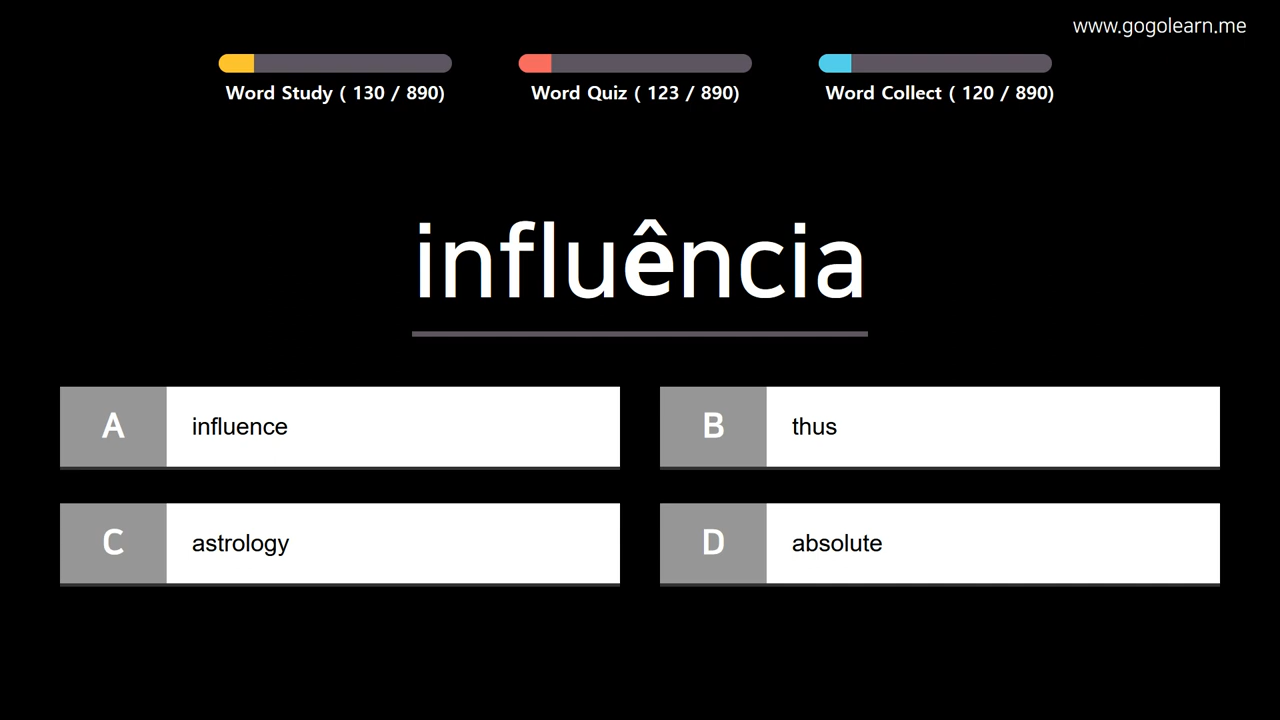 www.gogolearn.me
Word Study ( 130 / 890)
Word Quiz ( 123 / 890)
Word Collect ( 120 / 890)
influência
A influence
B thus
C astrology
D absolute